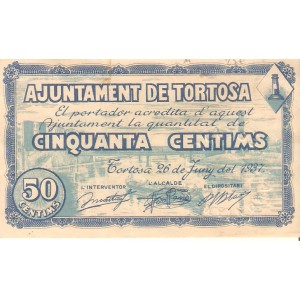 AJUNTAMENT DE TORTOSA
El portador acredita d'aquest
Ajuntament la quantitat de
CINQUANTA CENTIMS
Tortosa 26 de Juny del 1937.
L'INTERVENTOR L'ALCALDE EL DIPOSITARI
50
CENTIMS